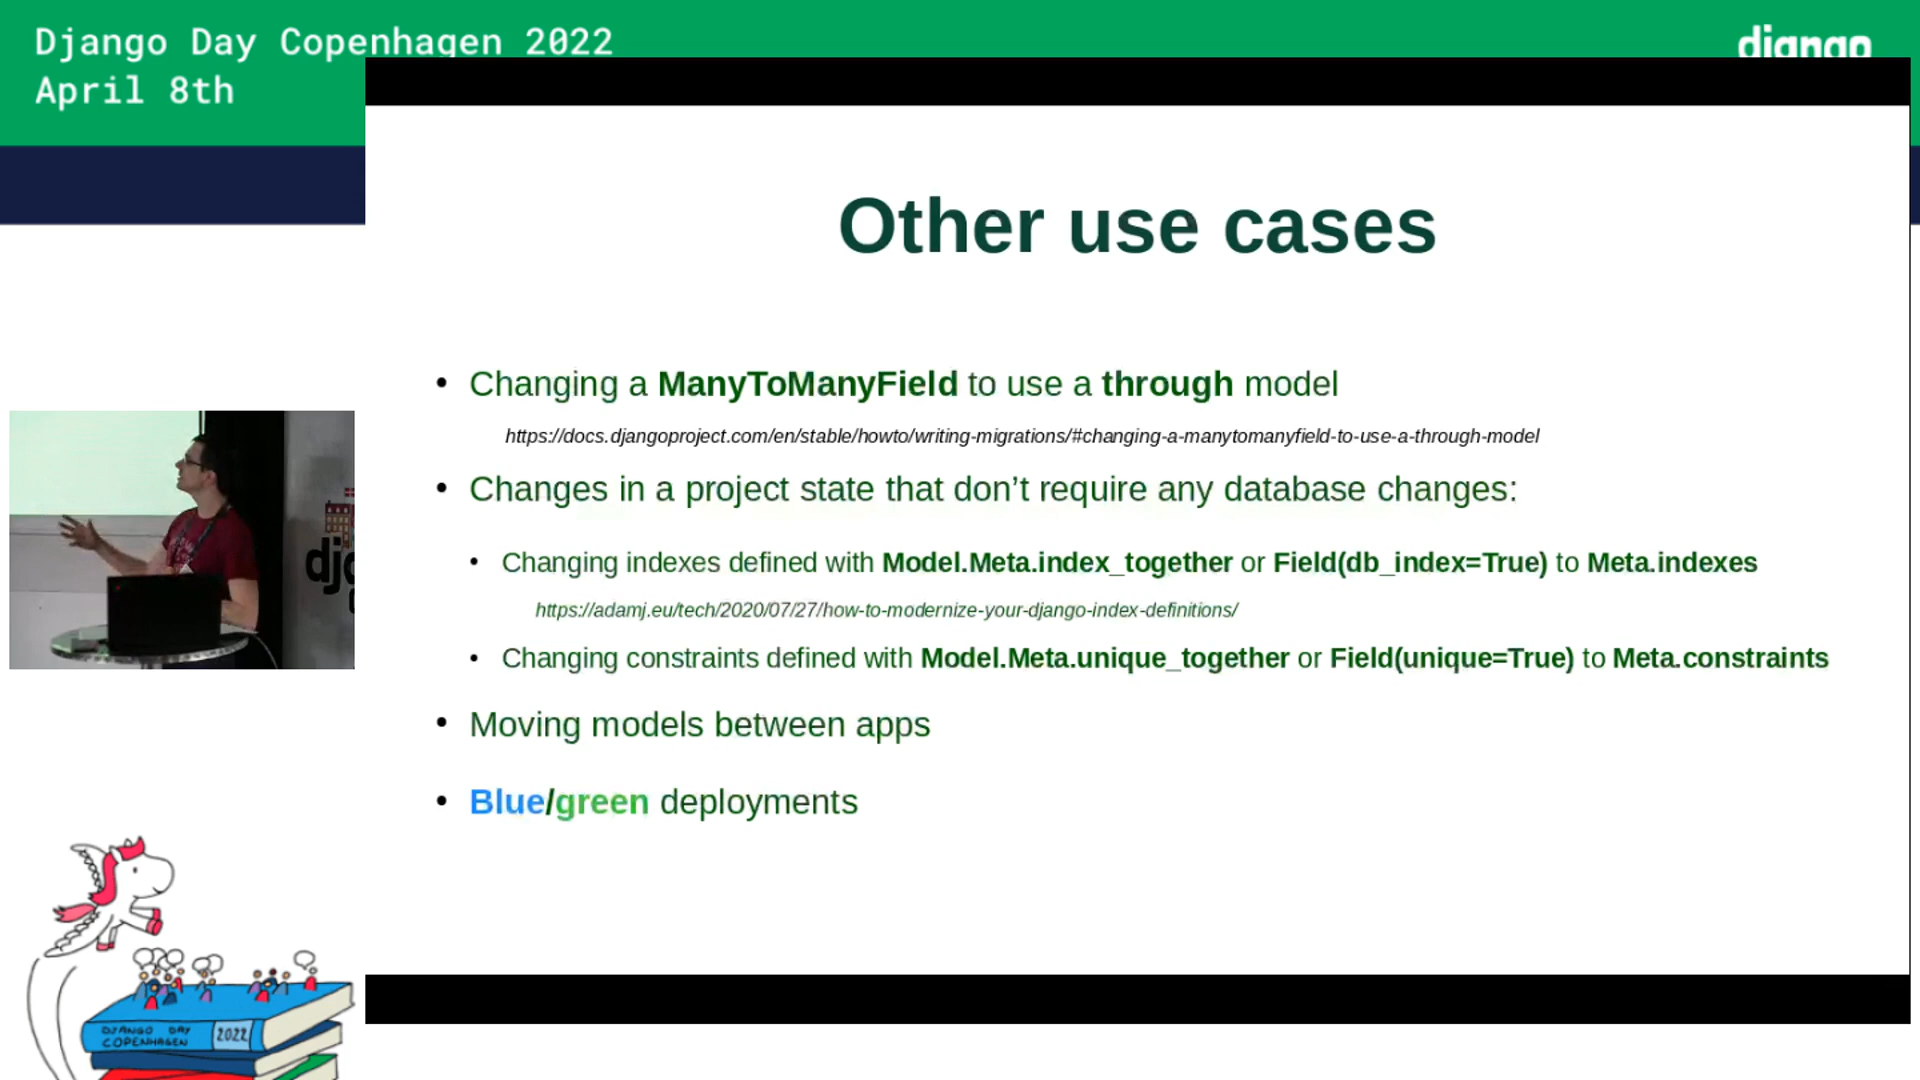 Django Day Copenhagen 2022
April 8th
django
Other use cases
• Changing a ManyToManyField to use a through model
https://docs.djangoproject.com/en/stable/howto/writing-migrations/#changing-a-manytomanyfield-to-use-a-through-model
• Changes in a project state that don’t require any database changes:
• Changing indexes defined with Model.Meta.index_together or Field(db_index=True) to Meta.indexes
https://adamj.eu/tech/2020/07/27/how-to-modernize-your-django-index-definitions/
• Changing constraints defined with Model.Meta.unique_together or Field(unique=True) to Meta.constraints
• Moving models between apps
• Blue/green deployments
dj
DJANGO DAY
COPENHAGEN
2022